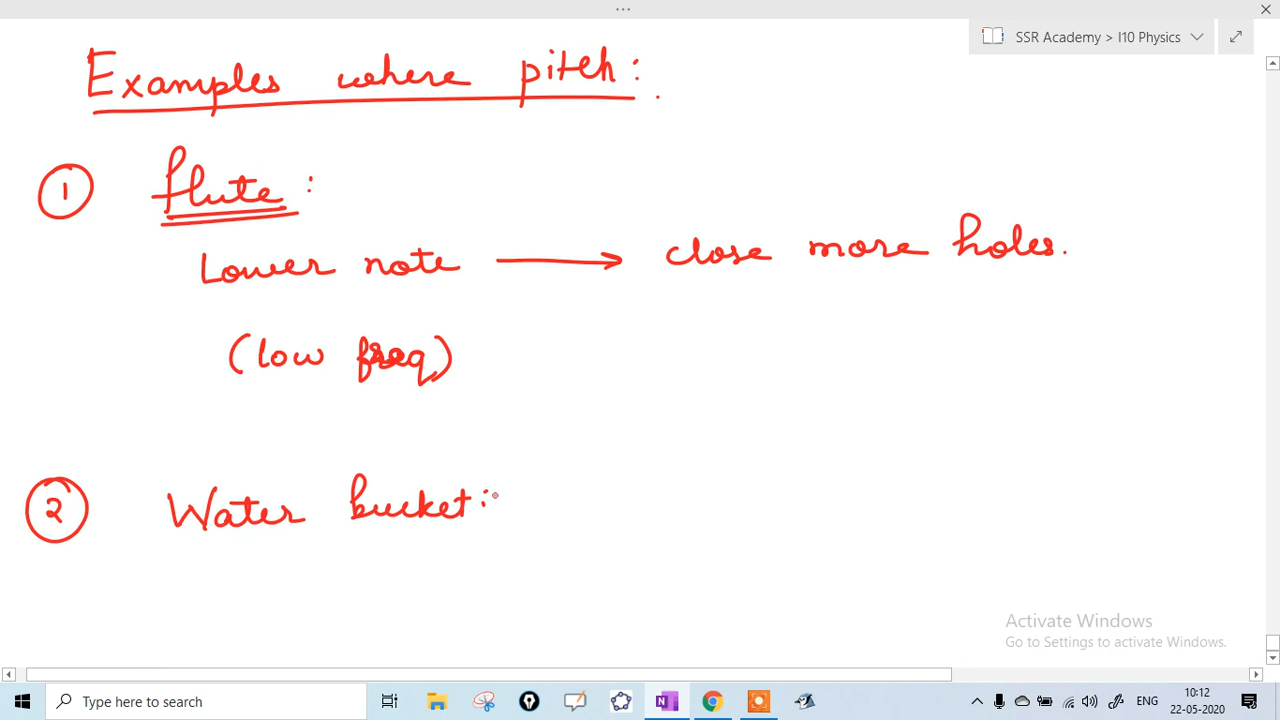 SSR Academy > I10 Physics
Examples where pitch:.
1 flute:
Lower note → close more holes.
(low freq)
2 Water bucket:
Activate Windows
Go to Settings to activate Windows.
Type here to search
10:12
22-05-2020